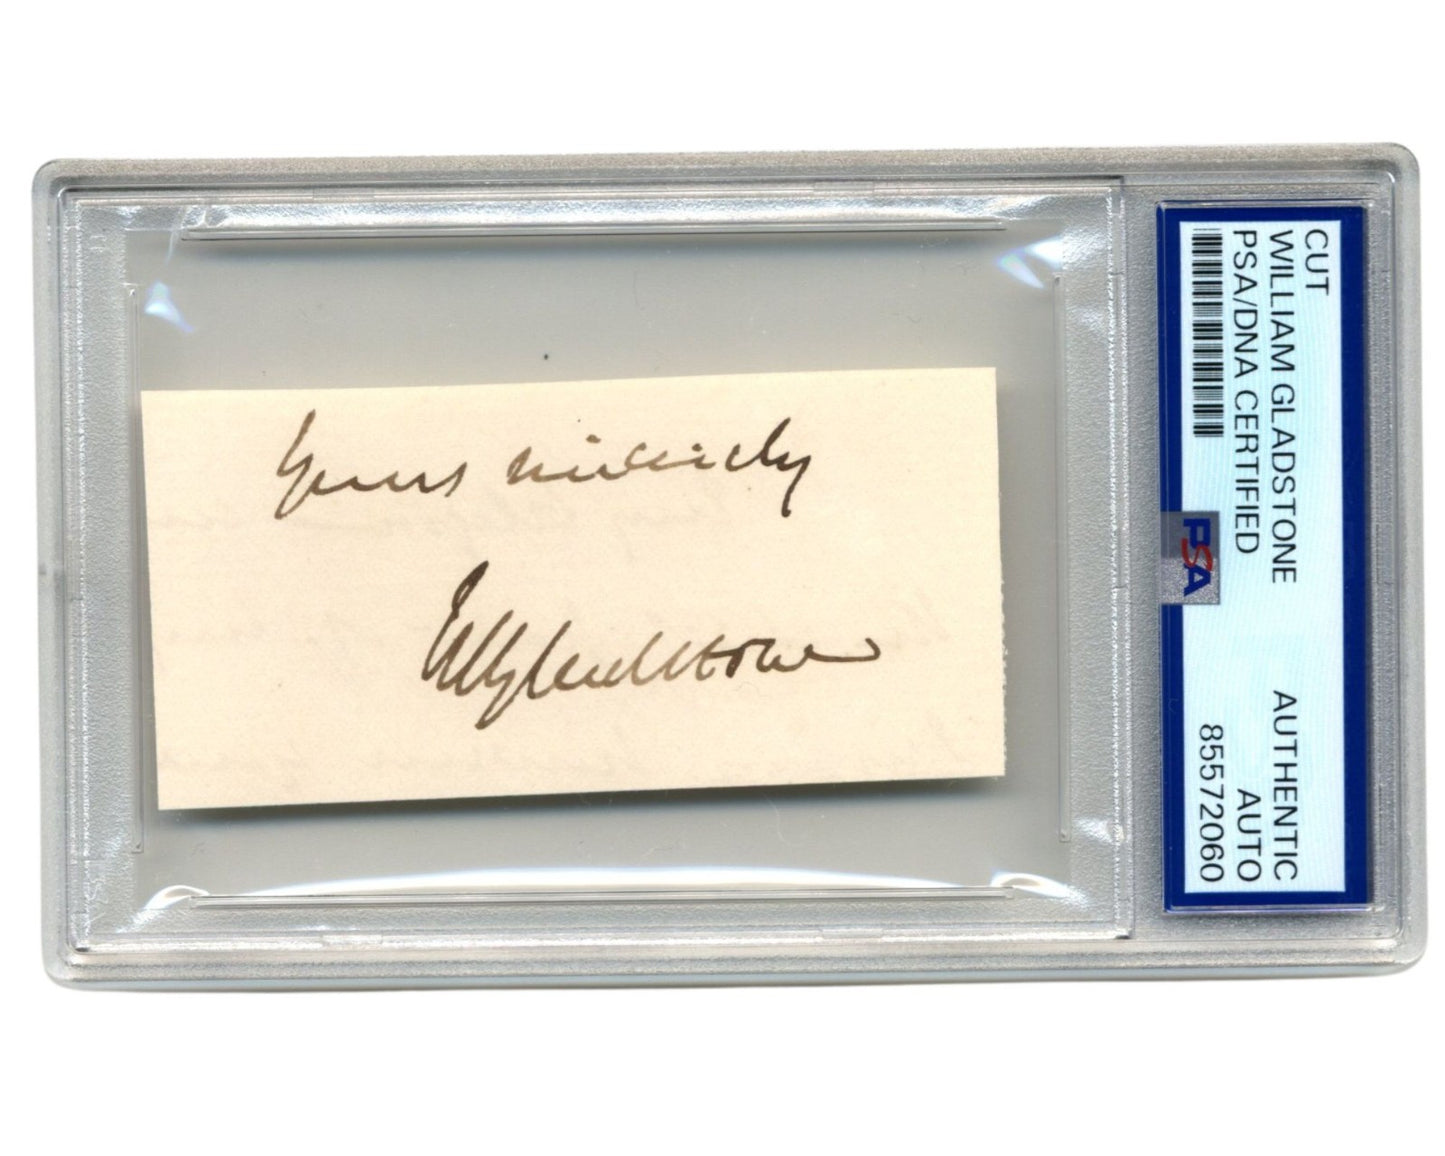 Yours sincerely
WEGladstone
CUT
WILLIAM GLADSTONE
PSA/DNA CERTIFIED
AUTHENTIC
AUTO
85572060
PSA